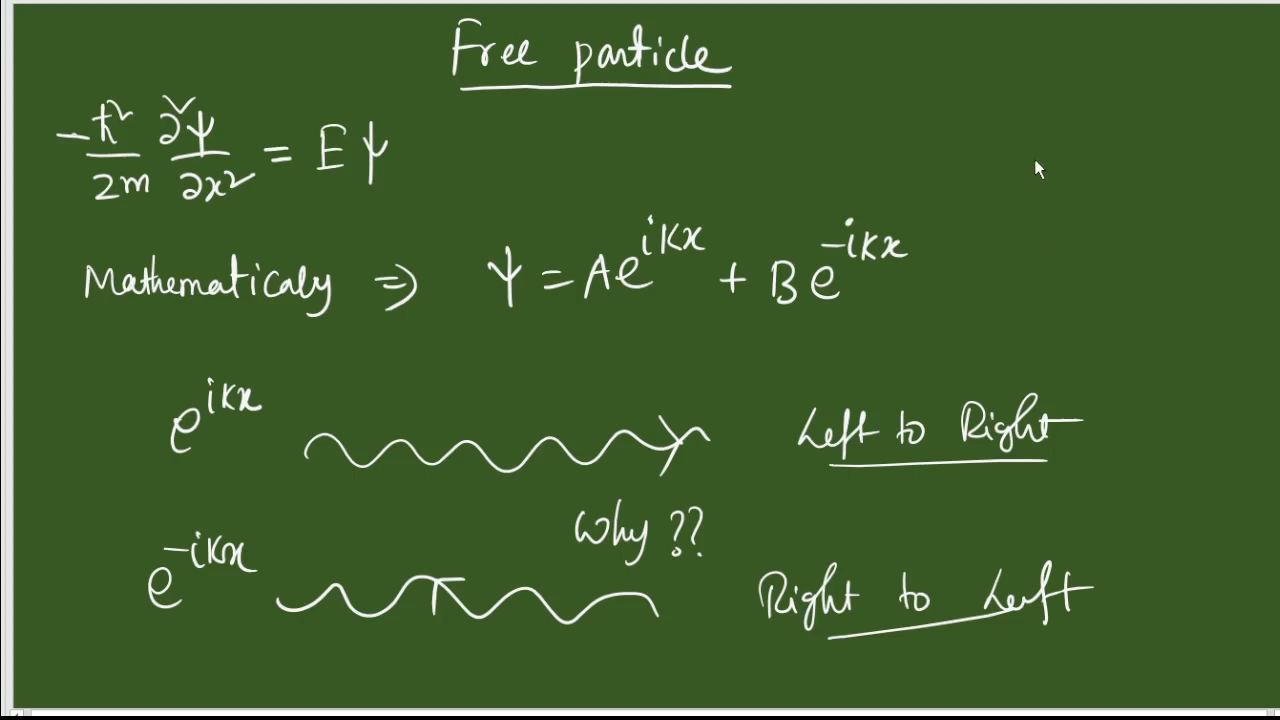 Free particle
-ħ²/2m ∂²ψ/∂x² = Eψ
Mathematicaly ⇒ ψ = Ae^{ikx} + Be^{-ikx}
e^{ikx} Left to Right
Why ??
e^{-ikx} Right to Left